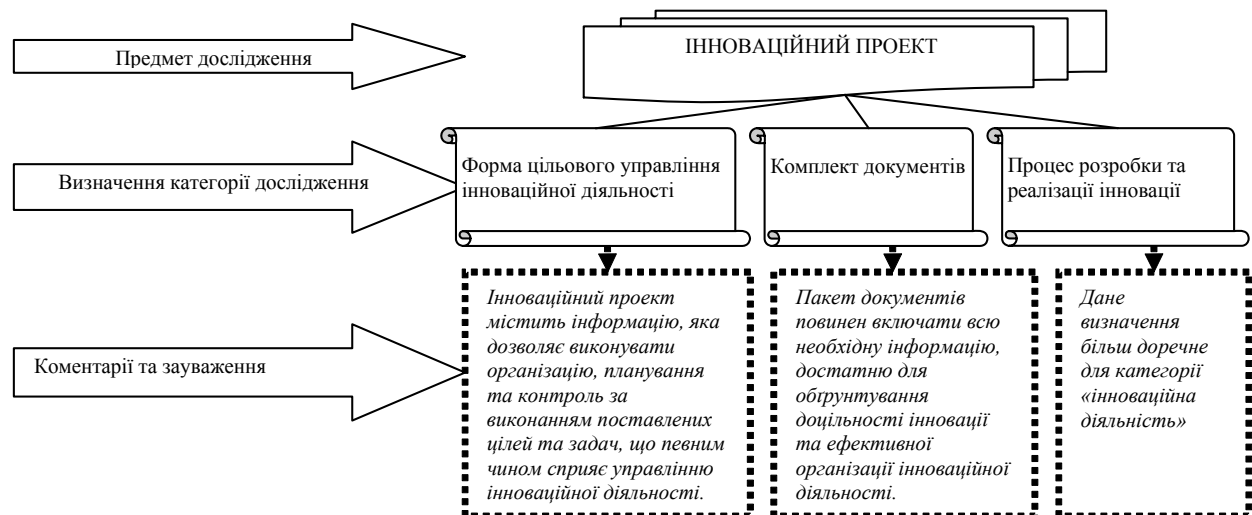 Предмет дослідження
ІННОВАЦІЙНИЙ ПРОЕКТ
Визначення категорії дослідження
Форма цільового управління
інноваційної діяльності
Комплект документів
Процес розробки та
реалізації інновації
Коментарії та зауваження
Інноваційний проект
містить інформацію, яка
дозволяє виконувати
організацію, планування
та контроль за
виконанням поставлених
цілей та задач, що певним
чином сприяє управлінню
інноваційної діяльності.
Пакет документів
повинен включати всю
необхідну інформацію,
достатню для
обґрунтування
доцільності інновації
та ефективної
організації інноваційної
діяльності.
Дане
визначення
більш доречне
для категорії
«інноваційна
діяльність»